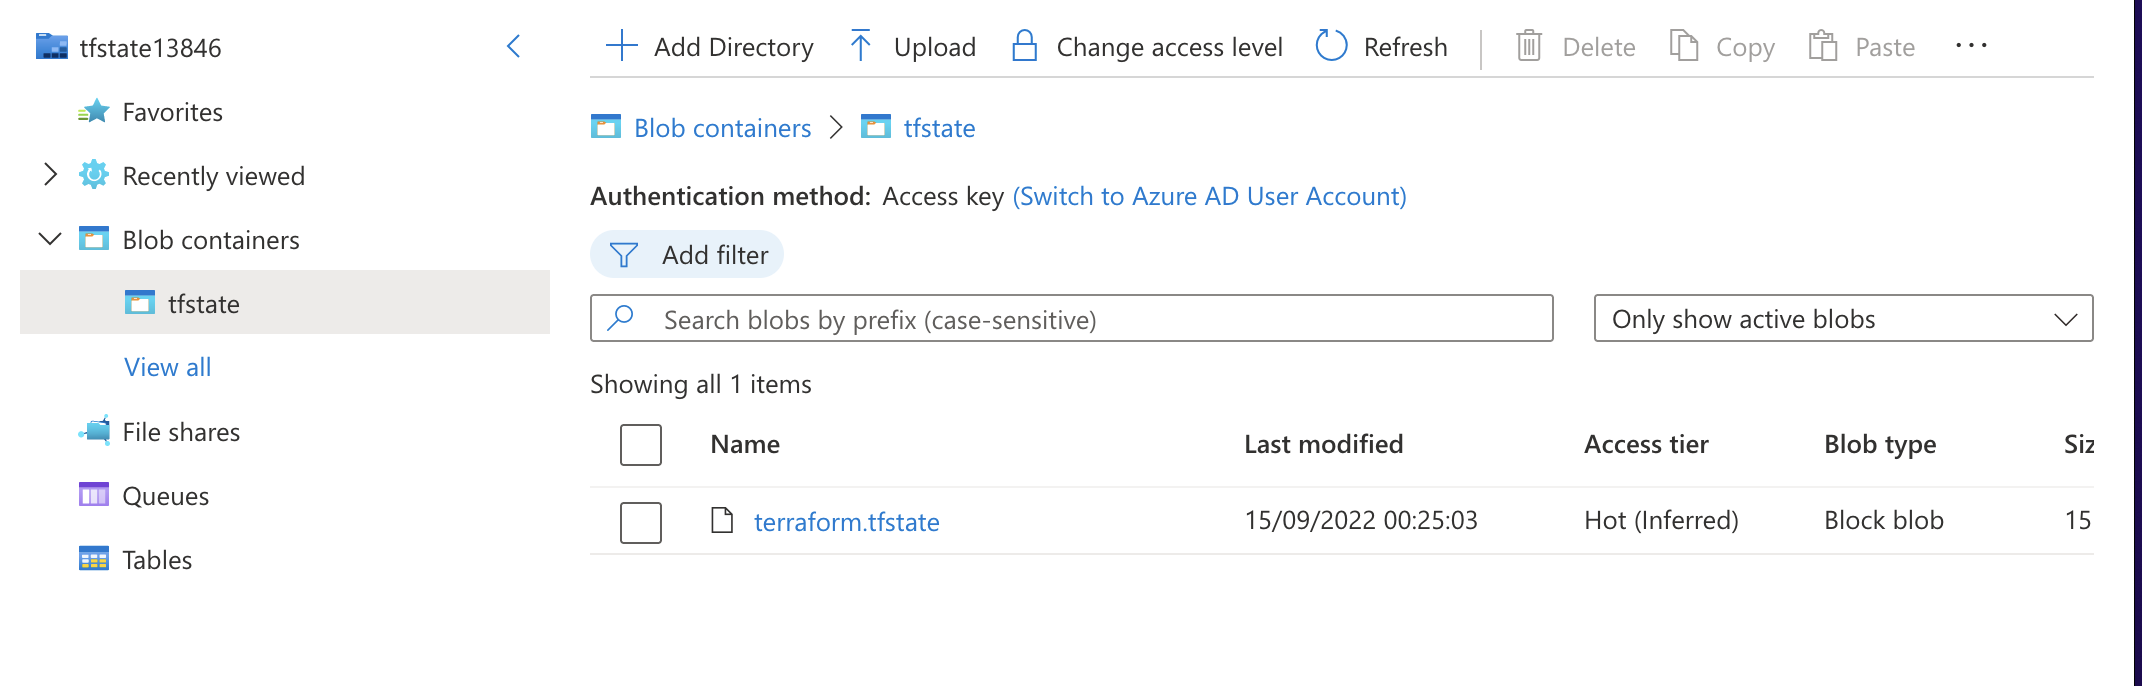 tfstate13846
Favorites
Recently viewed
Blob containers
tfstate
View all
File shares
Queues
Tables
Add Directory Upload Change access level Refresh Delete Copy Paste ...
Blob containers > tfstate
Authentication method: Access key (Switch to Azure AD User Account)
Add filter
Search blobs by prefix (case-sensitive) Only show active blobs
Showing all 1 items
Name Last modified Access tier Blob type Siz
terraform.tfstate 15/09/2022 00:25:03 Hot (Inferred) Block blob 15